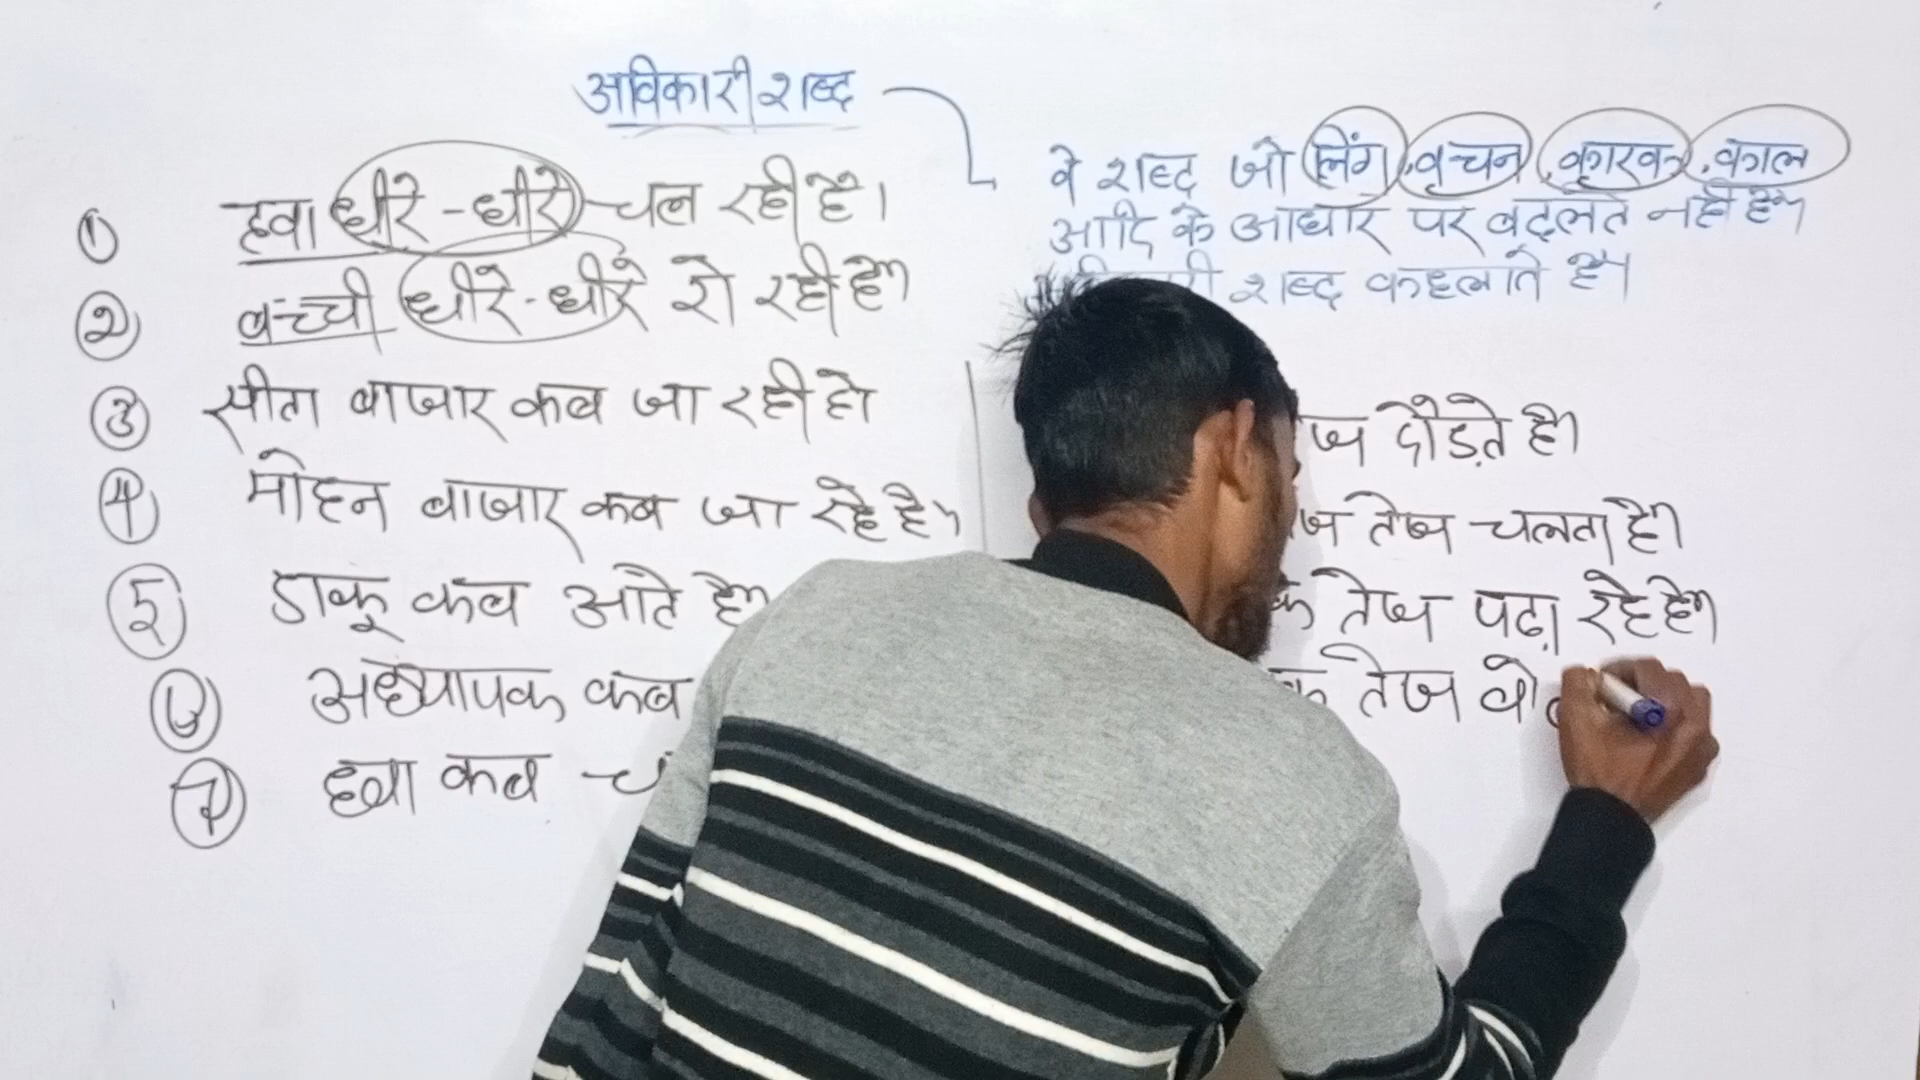 अविकारी शब्द
वे शब्द जो लिंग, वचन, कारक, काल
आदि के आधार पर बदलते नहीं है।
शब्द कहलाते है।
① हवा धीरे-धीरे चल रही है।
② बच्ची धीरे-धीरे रो रही है।
③ सीता बाजार कब जा रही है।
④ मोहन बाजार कब जा रहे है।
⑤ डाकू कब आते है।
⑥ अध्यापक कब
⑦ हवा कब
दौड़ते है।
तेज चलता है।
तेज पढ़ा रहे है।
तेज